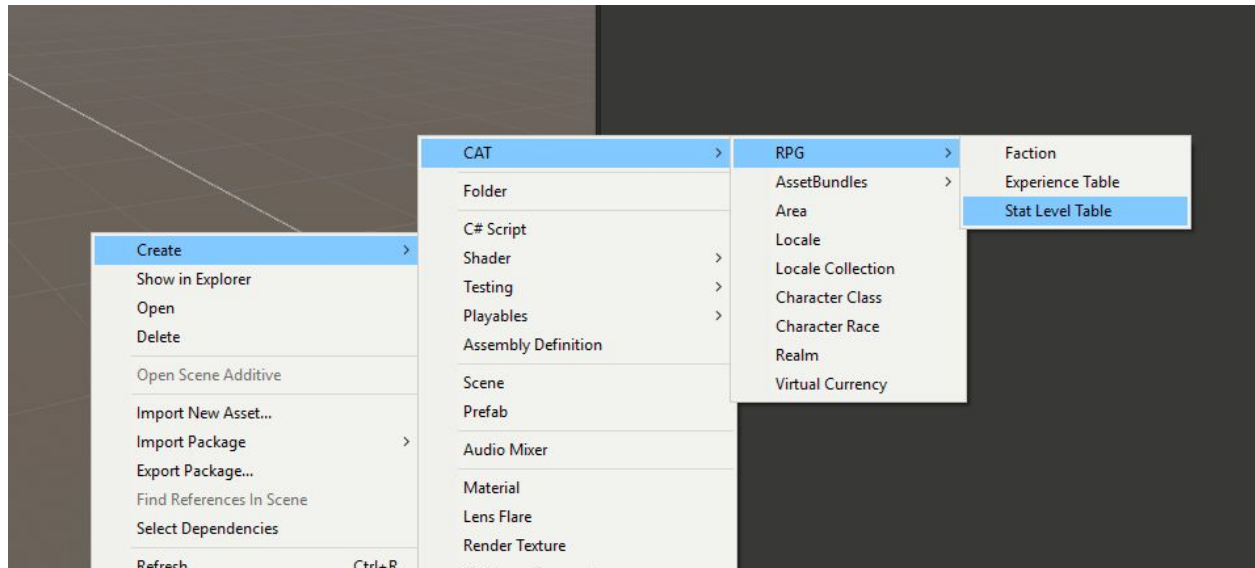 Create
Show in Explorer
Open
Delete
Open Scene Additive
Import New Asset...
Import Package
Export Package...
Find References In Scene
Select Dependencies
Refresh Ctrl+R
CAT
Folder
C# Script
Shader
Testing
Playables
Assembly Definition
Scene
Prefab
Audio Mixer
Material
Lens Flare
Render Texture
RPG
AssetBundles
Area
Locale
Locale Collection
Character Class
Character Race
Realm
Virtual Currency
Faction
Experience Table
Stat Level Table